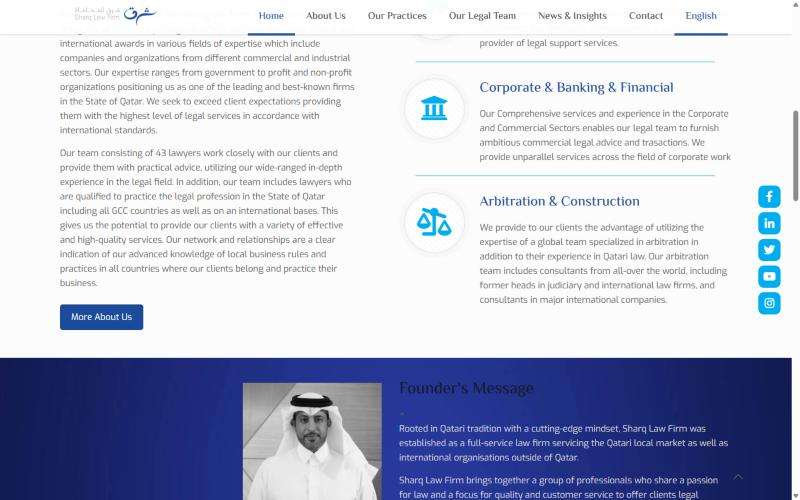 شرق للمحاماة
Sharq Law Firm
Home
About Us
Our Practices
Our Legal Team
News & Insights
Contact
English
international awards in various fields of expertise which include
companies and organizations from different commercial and industrial
sectors. Our expertise ranges from government to profit and non-profit
organizations positioning us as one of the leading and best-known firms
in the State of Qatar. We seek to exceed client expectations providing
them with the highest level of legal services in accordance with
international standards.
Our team consisting of 43 lawyers work closely with our clients and
provide them with practical advice, utilizing our wide-ranged in-depth
experience in the legal field. In addition, our team includes lawyers who
are qualified to practice the legal profession in the State of Qatar
including all GCC countries as well as on an international bases. This
gives us the potential to provide our clients with a variety of effective
and high-quality services. Our network and relationships are a clear
indication of our advanced knowledge of local business rules and
practices in all countries where our clients belong and practice their
business.
More About Us
provider of legal support services.
Corporate & Banking & Financial
Our Comprehensive services and experience in the Corporate
and Commercial Sectors enables our legal team to furnish
ambitious commercial legal advice and trasactions. We
provide unparallel services across the field of corporate work
Arbitration & Construction
We provide to our clients the advantage of utilizing the
expertise of a global team specialized in arbitration in
addition to their experience in Qatari law. Our arbitration
team includes consultants from all-over the world, including
former heads in judiciary and international law firms, and
consultants in major international companies.
Founder's Message
Rooted in Qatari tradition with a cutting-edge mindset, Sharq Law Firm was
established as a full-service law firm servicing the Qatari local market as well as
international organisations outside of Qatar.
Sharq Law Firm brings together a group of professionals who share a passion
for law and a focus for quality and customer service to offer clients legal